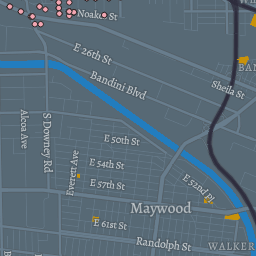 Noakes St
E 26th St
Bandini Blvd
Sheila St
BAN
Alcoa Ave
S Downey Rd
E 50th St
E 54th St
Everett Ave
E 57th St
E 52nd Pl
Maywood
E 61st St
Randolph St
WALKER